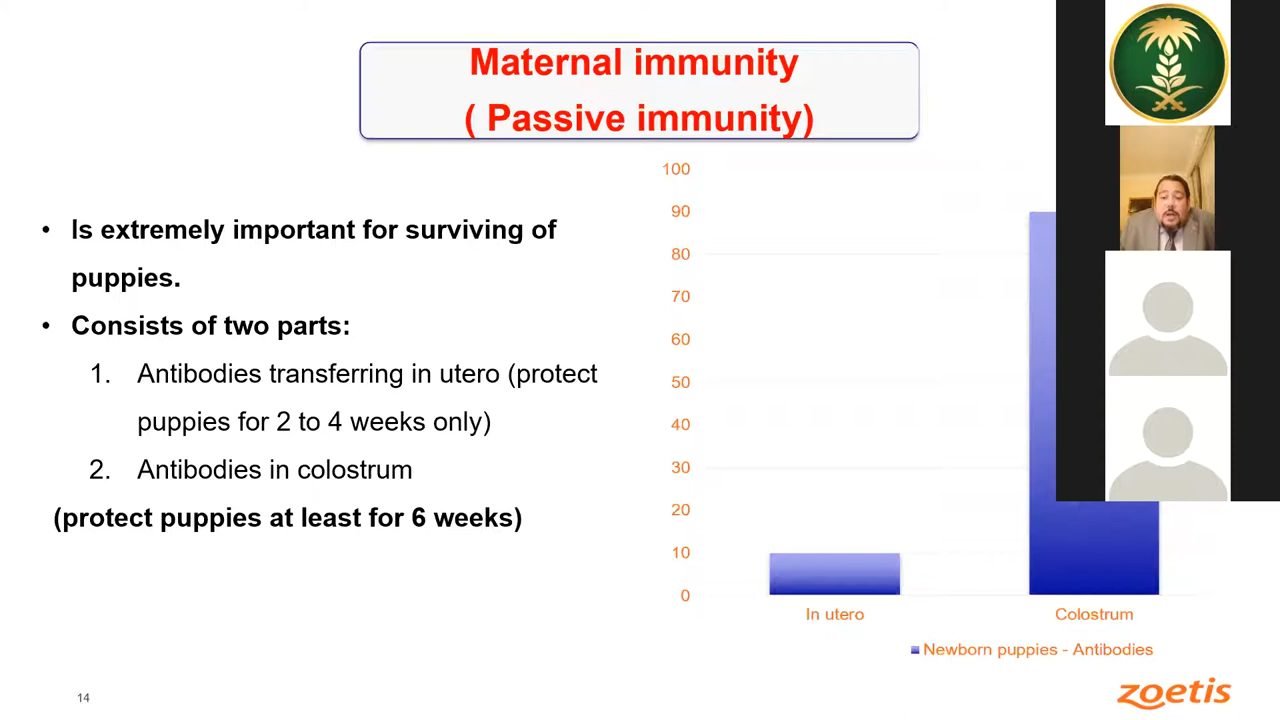 Maternal immunity
( Passive immunity)
• Is extremely important for surviving of
puppies.
• Consists of two parts:
1. Antibodies transferring in utero (protect
puppies for 2 to 4 weeks only)
2. Antibodies in colostrum
(protect puppies at least for 6 weeks)
100
90
80
70
60
50
40
30
20
10
0
In utero
Colostrum
Newborn puppies - Antibodies
14
zoetis